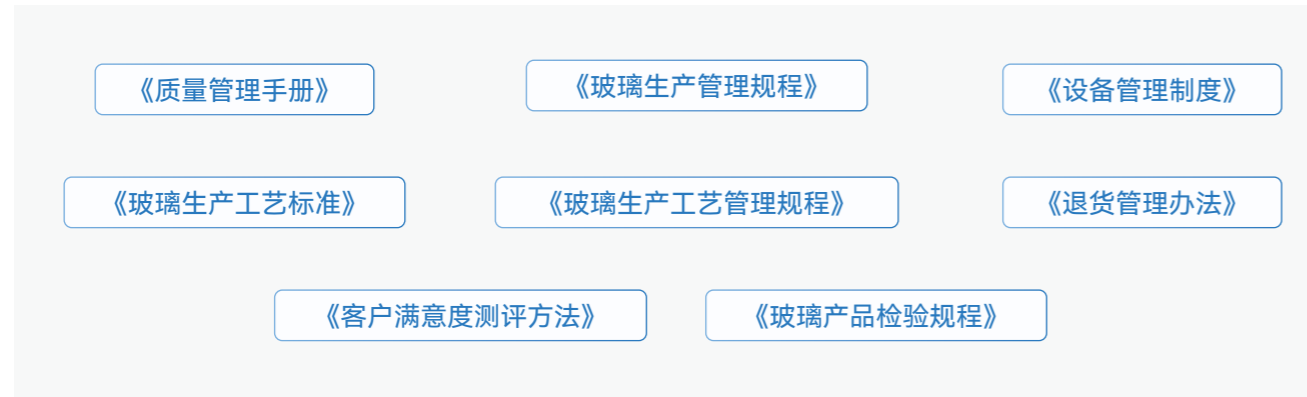 《质量管理手册》
《玻璃生产管理规程》
《设备管理制度》
《玻璃生产工艺标准》
《玻璃生产工艺管理规程》
《退货管理办法》
《客户满意度测评方法》
《玻璃产品检验规程》